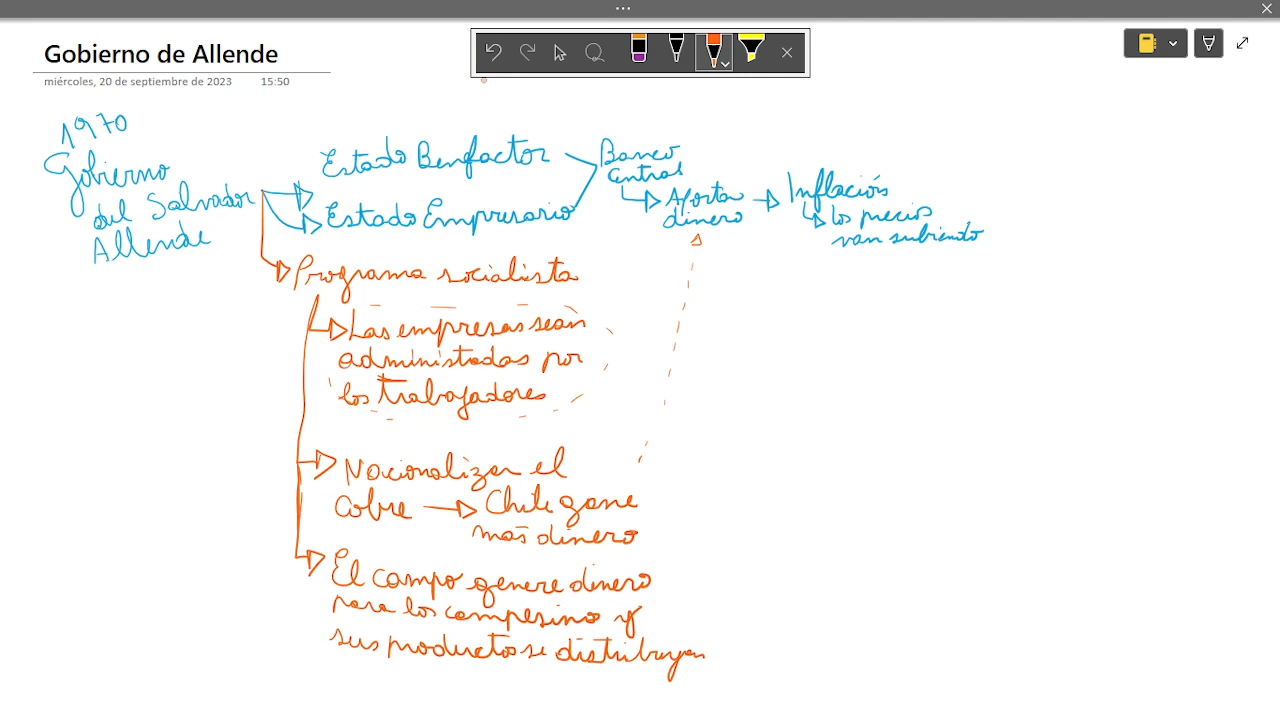 Gobierno de Allende
miércoles, 20 de septiembre de 2023 15:50
1970
Gobierno
del Salvador
Allende
Estado Benfactor
Estado Empresario
Banco
Central
Aporta
dinero
Inflación
los precios
van subiendo
Programa socialista
Las empresas sean
administradas por
los trabajadores
Nacionalizar el
Cobre
Chile gane
más dinero
El campo genere dinero
para los campesino y
sus productos se distribuyan